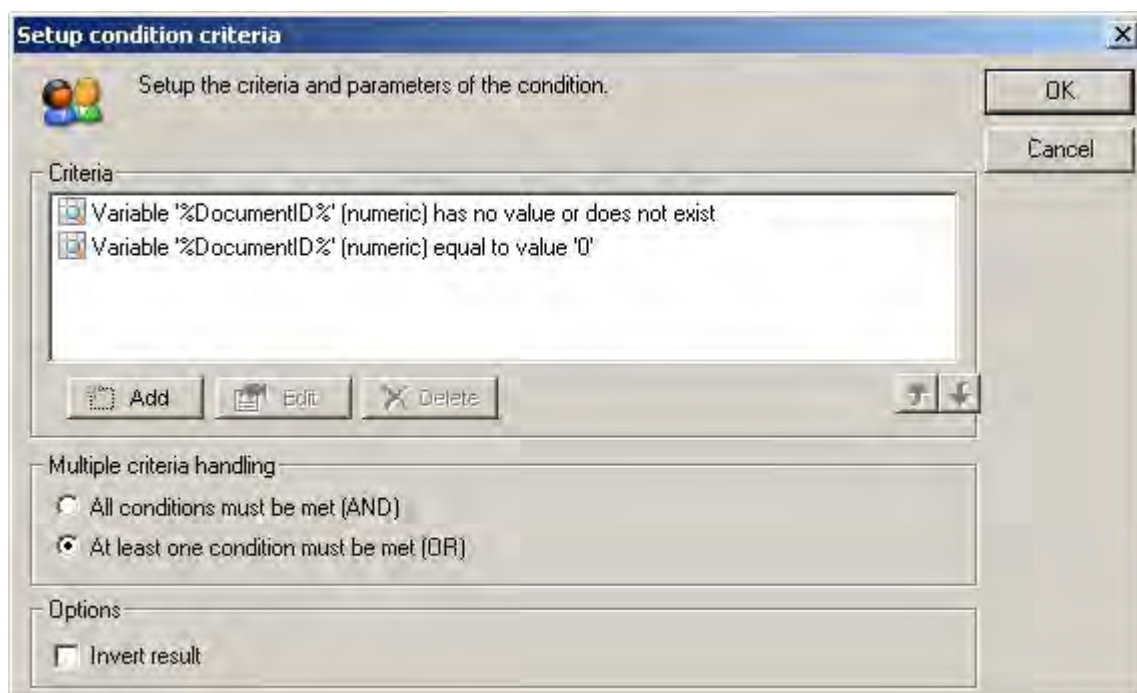 Setup condition criteria
Setup the criteria and parameters of the condition.
OK
Cancel
Criteria
Variable '%DocumentID%' (numeric) has no value or does not exist
Variable '%DocumentID%' (numeric) equal to value '0'
Add
Edit
Delete
Multiple criteria handling
All conditions must be met (AND)
At least one condition must be met (OR)
Options
Invert result